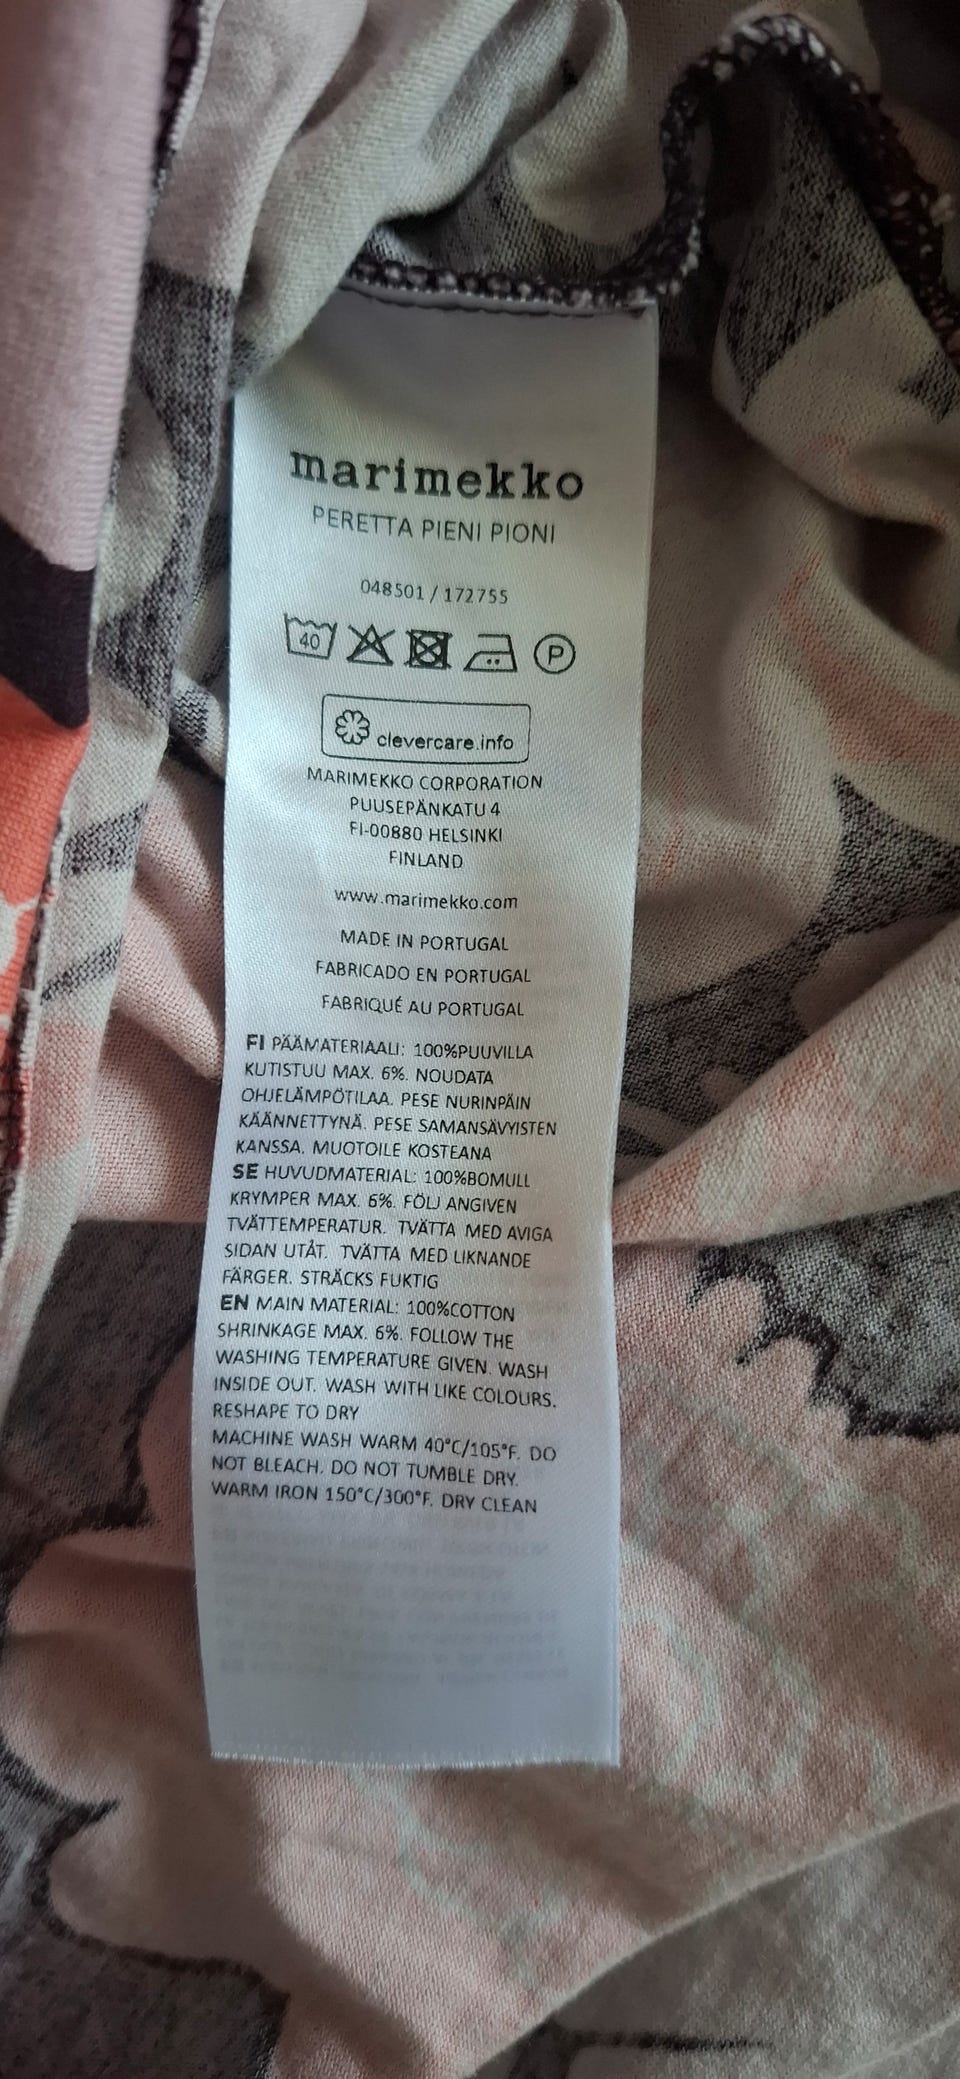 marimekko
PERETTA PIENI PIONI
048501 / 172755
40 P
clevercare.info
MARIMEKKO CORPORATION
PUUSEPÄNKATU 4
FI-00880 HELSINKI
FINLAND
www.marimekko.com
MADE IN PORTUGAL
FABRICADO EN PORTUGAL
FABRIQUÉ AU PORTUGAL
FI PÄÄMATERIAALI: 100%PUUVILLA
KUTISTUU MAX. 6%. NOUDATA
OHJELÄMPÖTILAA. PESE NURINPÄIN
KÄÄNNETTYNÄ. PESE SAMANSÄVYISTEN
KANSSA. MUOTOILE KOSTEANA
SE HUVUDMATERIAL: 100%BOMULL
KRYMPER MAX. 6%. FÖLJ ANGIVEN
TVÄTTEMPERATUR. TVÄTTA MED AVIGA
SIDAN UTÅT. TVÄTTA MED LIKNANDE
FÄRGER. STRÄCKS FUKTIG
EN MAIN MATERIAL: 100%COTTON
SHRINKAGE MAX. 6%. FOLLOW THE
WASHING TEMPERATURE GIVEN. WASH
INSIDE OUT. WASH WITH LIKE COLOURS.
RESHAPE TO DRY
MACHINE WASH WARM 40°C/105°F. DO
NOT BLEACH. DO NOT TUMBLE DRY.
WARM IRON 150°C/300°F. DRY CLEAN